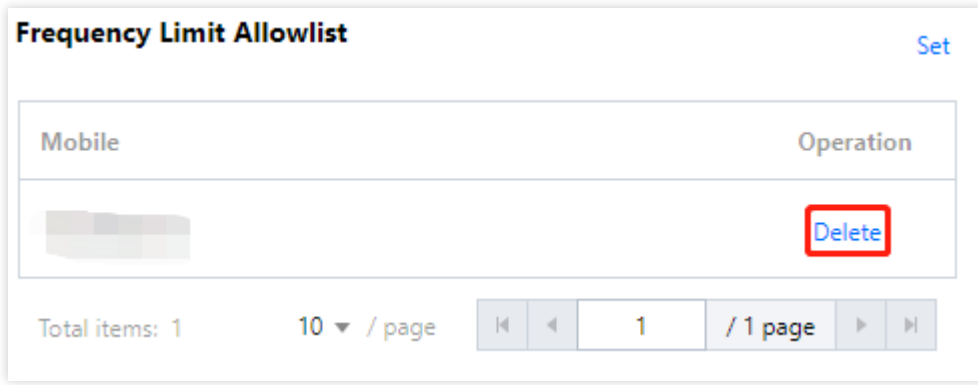 Frequency Limit Allowlist
Set
Mobile Operation
Delete
Total items: 1 10 / page 1 / 1 page